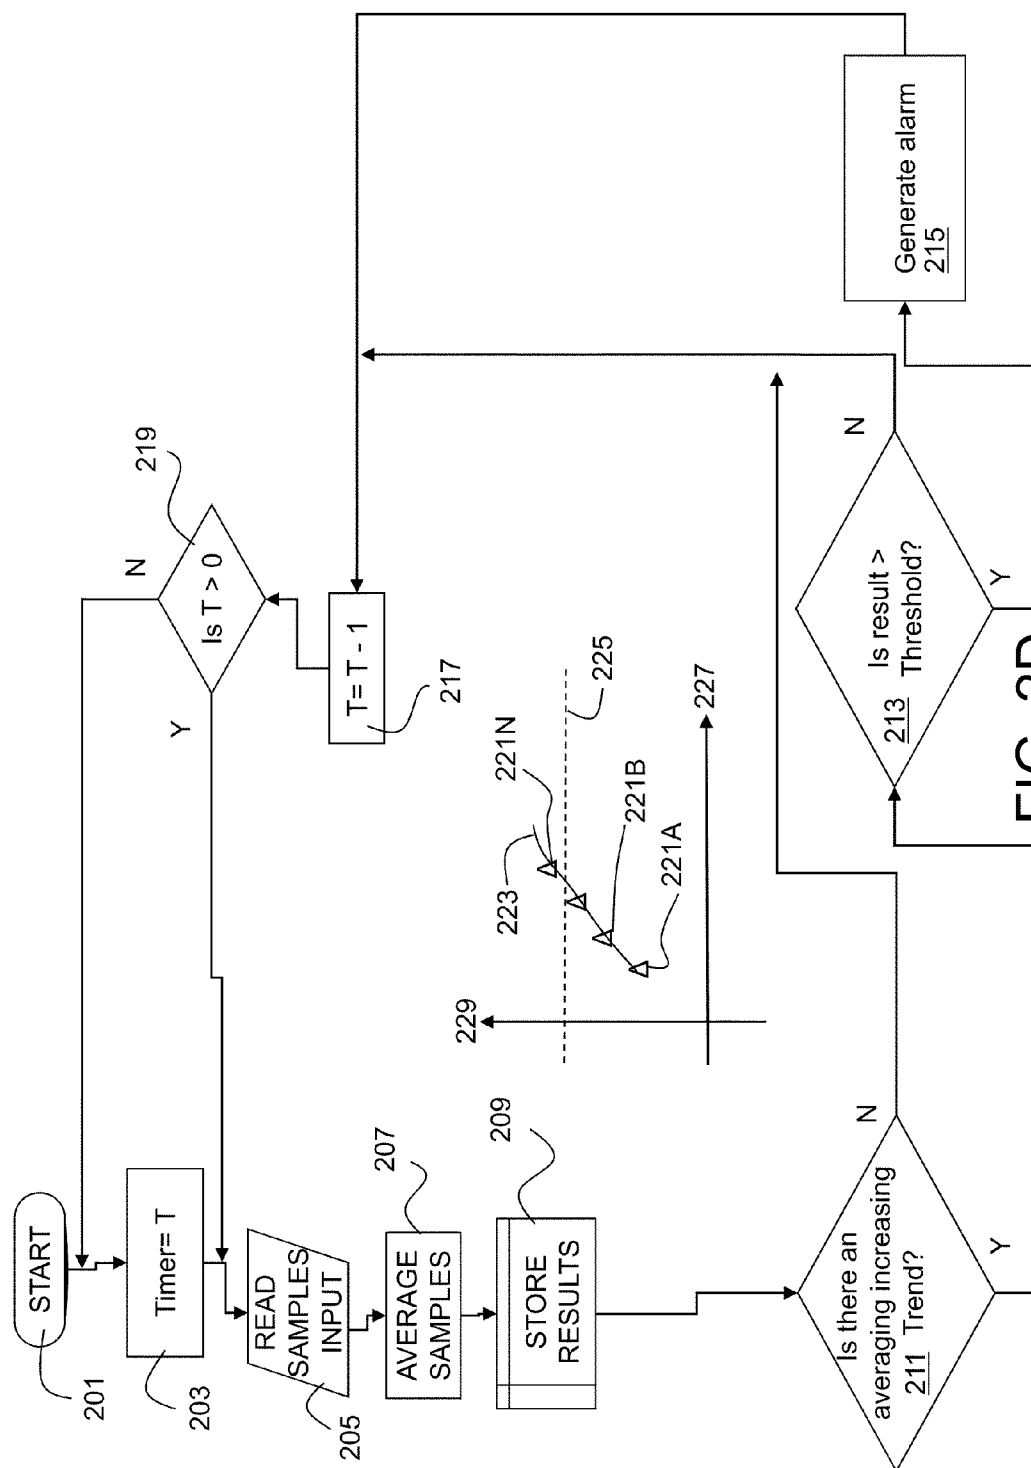 START
201
Timer= T
203
READ
SAMPLES
INPUT
205
AVERAGE
SAMPLES
207
STORE
RESULTS
209
Is there an
averaging increasing
211 Trend?
N
Y
Is result >
Threshold?
213
N
Y
Generate alarm
215
T= T - 1
217
Is T > 0
219
N
Y
229
223
221N
225
221B
221A
227